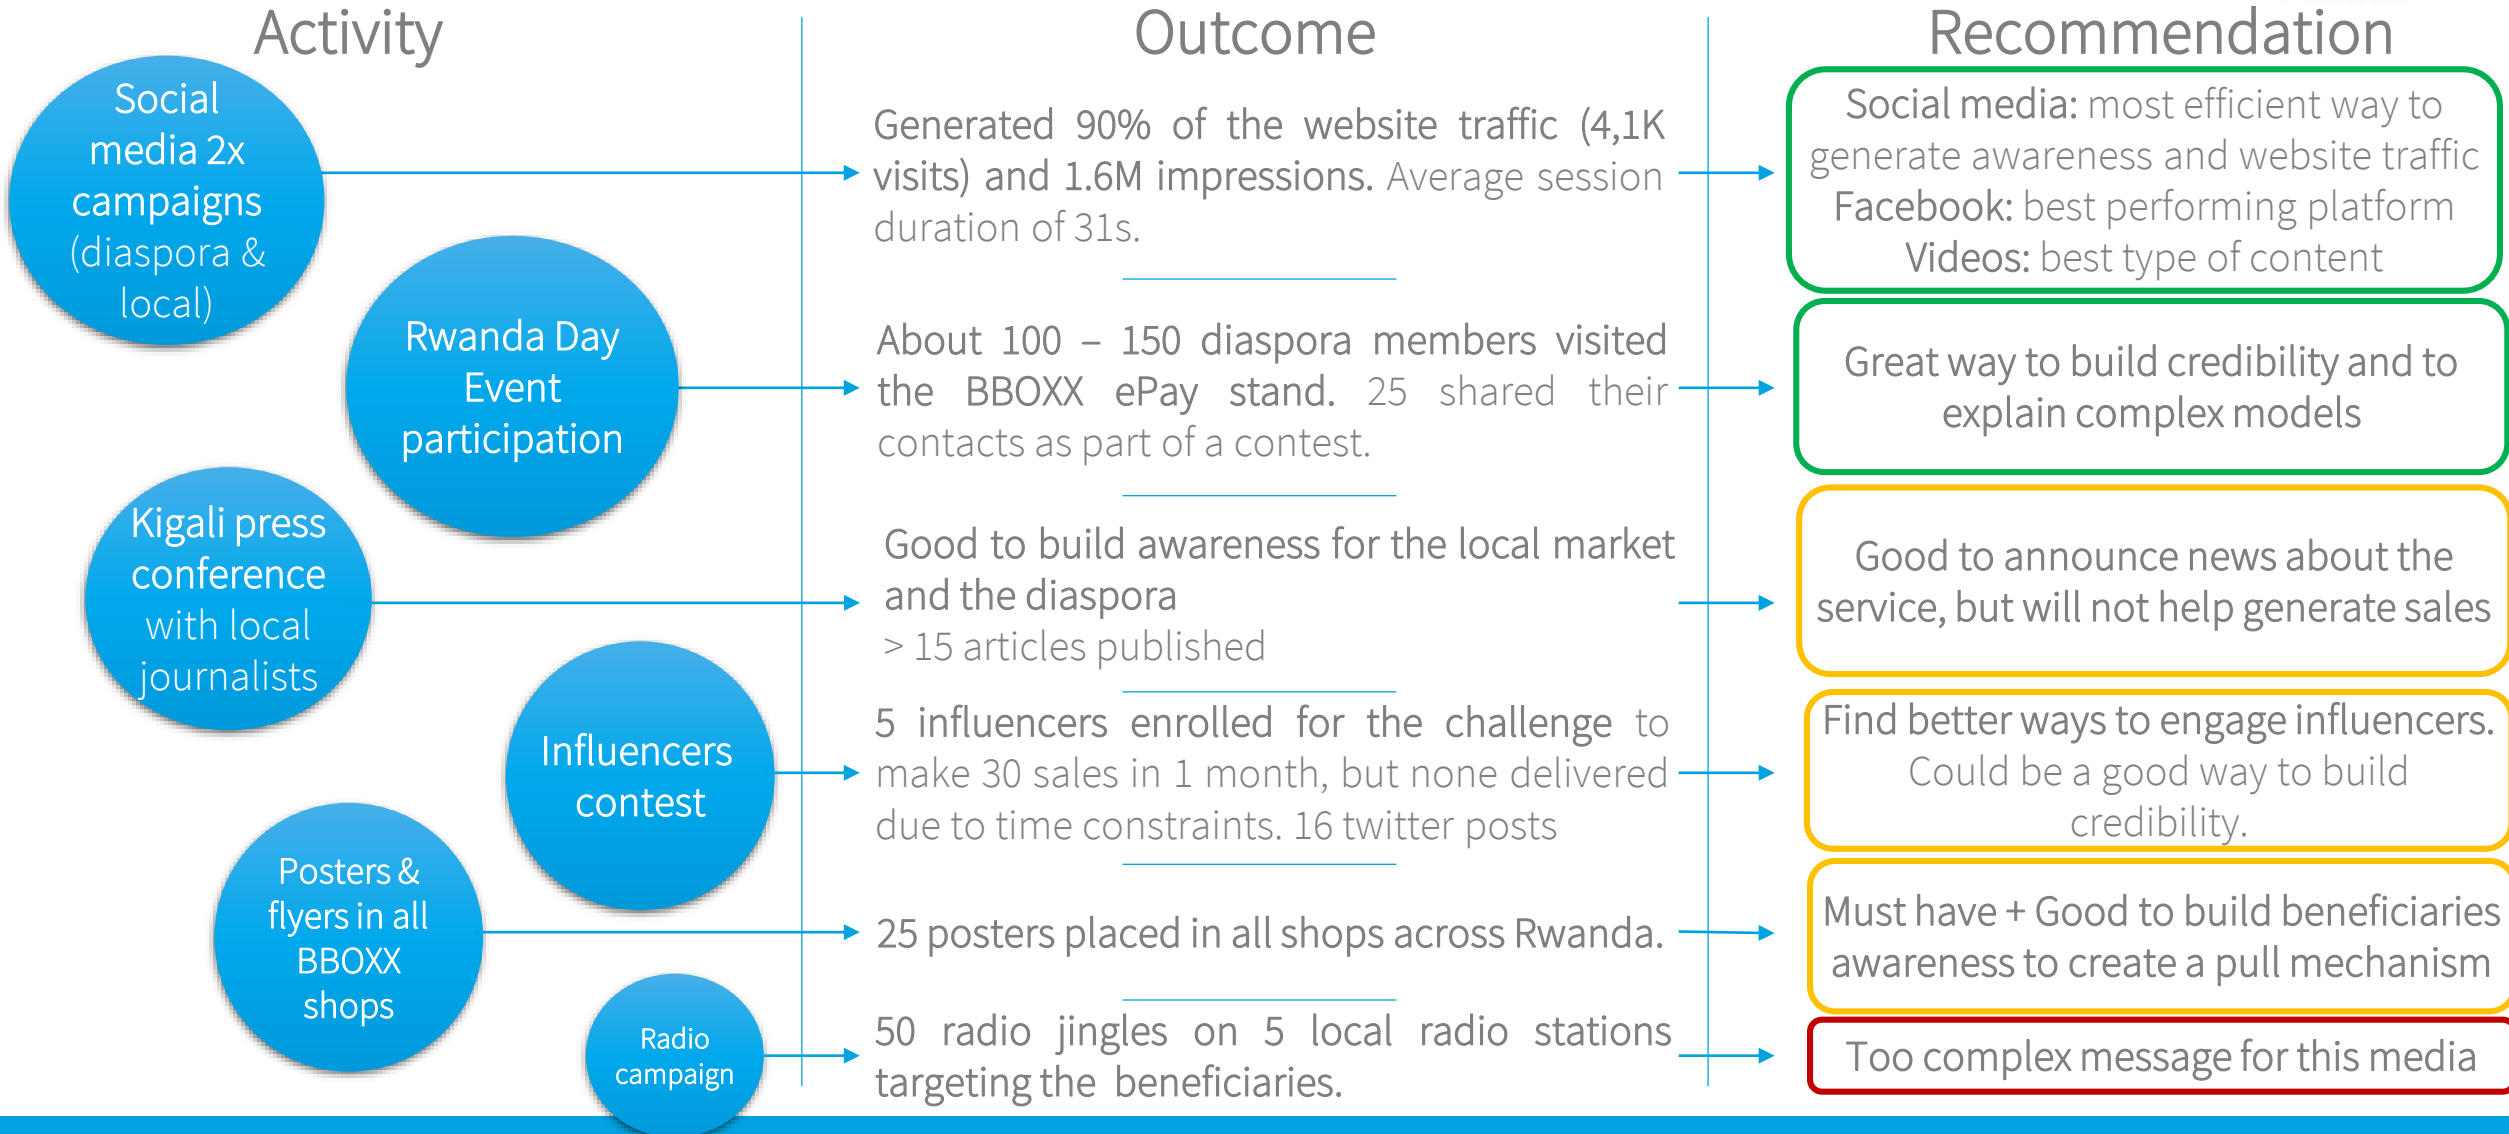 Activity
Outcome
Recommendation
Social
media 2x
campaigns
(diaspora &
local)
Generated 90% of the website traffic (4,1K
visits) and 1.6M impressions. Average session
duration of 31s.
Social media: most efficient way to
generate awareness and website traffic
Facebook: best performing platform
Videos: best type of content
Rwanda Day
Event
participation
About 100 – 150 diaspora members visited
the BBOXX ePay stand. 25 shared their
contacts as part of a contest.
Great way to build credibility and to
explain complex models
Kigali press
conference
with local
journalists
Good to build awareness for the local market
and the diaspora
> 15 articles published
Good to announce news about the
service, but will not help generate sales
Influencers
contest
5 influencers enrolled for the challenge to
make 30 sales in 1 month, but none delivered
due to time constraints. 16 twitter posts
Find better ways to engage influencers.
Could be a good way to build
credibility.
Posters &
flyers in all
BBOXX
shops
25 posters placed in all shops across Rwanda.
Must have + Good to build beneficiaries
awareness to create a pull mechanism
Radio
campaign
50 radio jingles on 5 local radio stations
targeting the beneficiaries.
Too complex message for this media